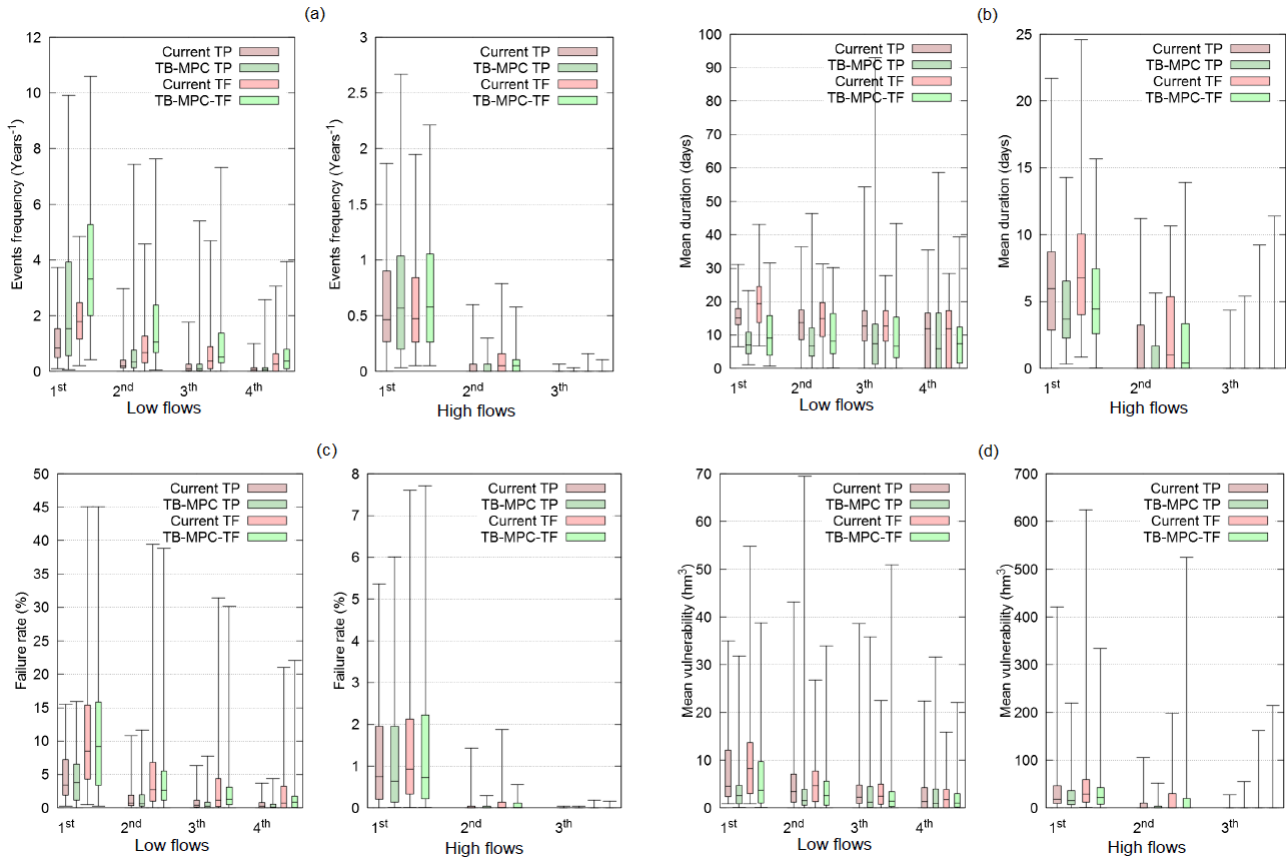 (a)
Events frequency (Years⁻¹)
12
10
8
6
4
2
0
Current TP
TB-MPC TP
Current TF
TB-MPC-TF
1st
2nd
3th
4th
Low flows
Events frequency (Years⁻¹)
3
2.5
2
1.5
1
0.5
0
Current TP
TB-MPC TP
Current TF
TB-MPC-TF
1st
2nd
3th
High flows
(b)
Mean duration (days)
100
90
80
70
60
50
40
30
20
10
0
Current TP
TB-MPC TP
Current TF
TB-MPC-TF
1st
2nd
3th
4th
Low flows
Mean duration (days)
25
20
15
10
5
0
Current TP
TB-MPC TP
Current TF
TB-MPC-TF
1st
2nd
3th
High flows
(c)
Failure rate (%)
50
45
40
35
30
25
20
15
10
5
0
Current TP
TB-MPC TP
Current TF
TB-MPC-TF
1st
2nd
3th
4th
Low flows
Failure rate (%)
8
7
6
5
4
3
2
1
0
Current TP
TB-MPC TP
Current TF
TB-MPC-TF
1st
2nd
3th
High flows
(d)
Mean vulnerability (hm³)
70
60
50
40
30
20
10
0
Current TP
TB-MPC TP
Current TF
TB-MPC-TF
1st
2nd
3th
4th
Low flows
Mean vulnerability (hm³)
700
600
500
400
300
200
100
0
Current TP
TB-MPC TP
Current TF
TB-MPC-TF
1st
2nd
3th
High flows